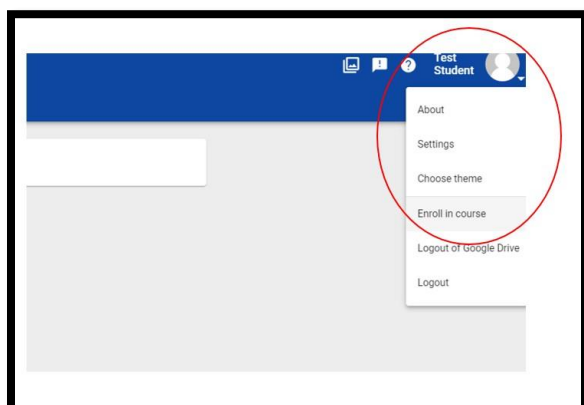 Test
Student
About
Settings
Choose theme
Enroll in course
Logout of Google Drive
Logout